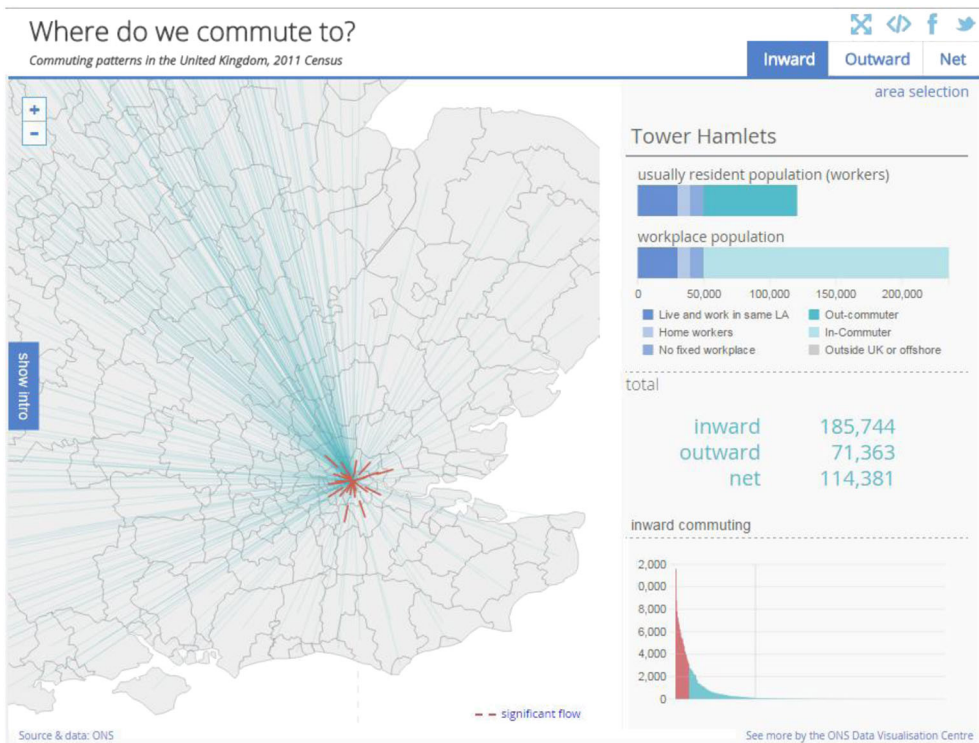 Where do we commute to?
Commuting patterns in the United Kingdom, 2011 Census
Inward Outward Net
area selection
+
−
show intro
Tower Hamlets
usually resident population (workers)
workplace population
0 50,000 100,000 150,000 200,000
Live and work in same LA Out-commuter
Home workers In-Commuter
No fixed workplace Outside UK or offshore
total
inward 185,744
outward 71,363
net 114,381
inward commuting
2,000
0,000
8,000
6,000
4,000
2,000
0
significant flow
Source & data: ONS
See more by the ONS Data Visualisation Centre